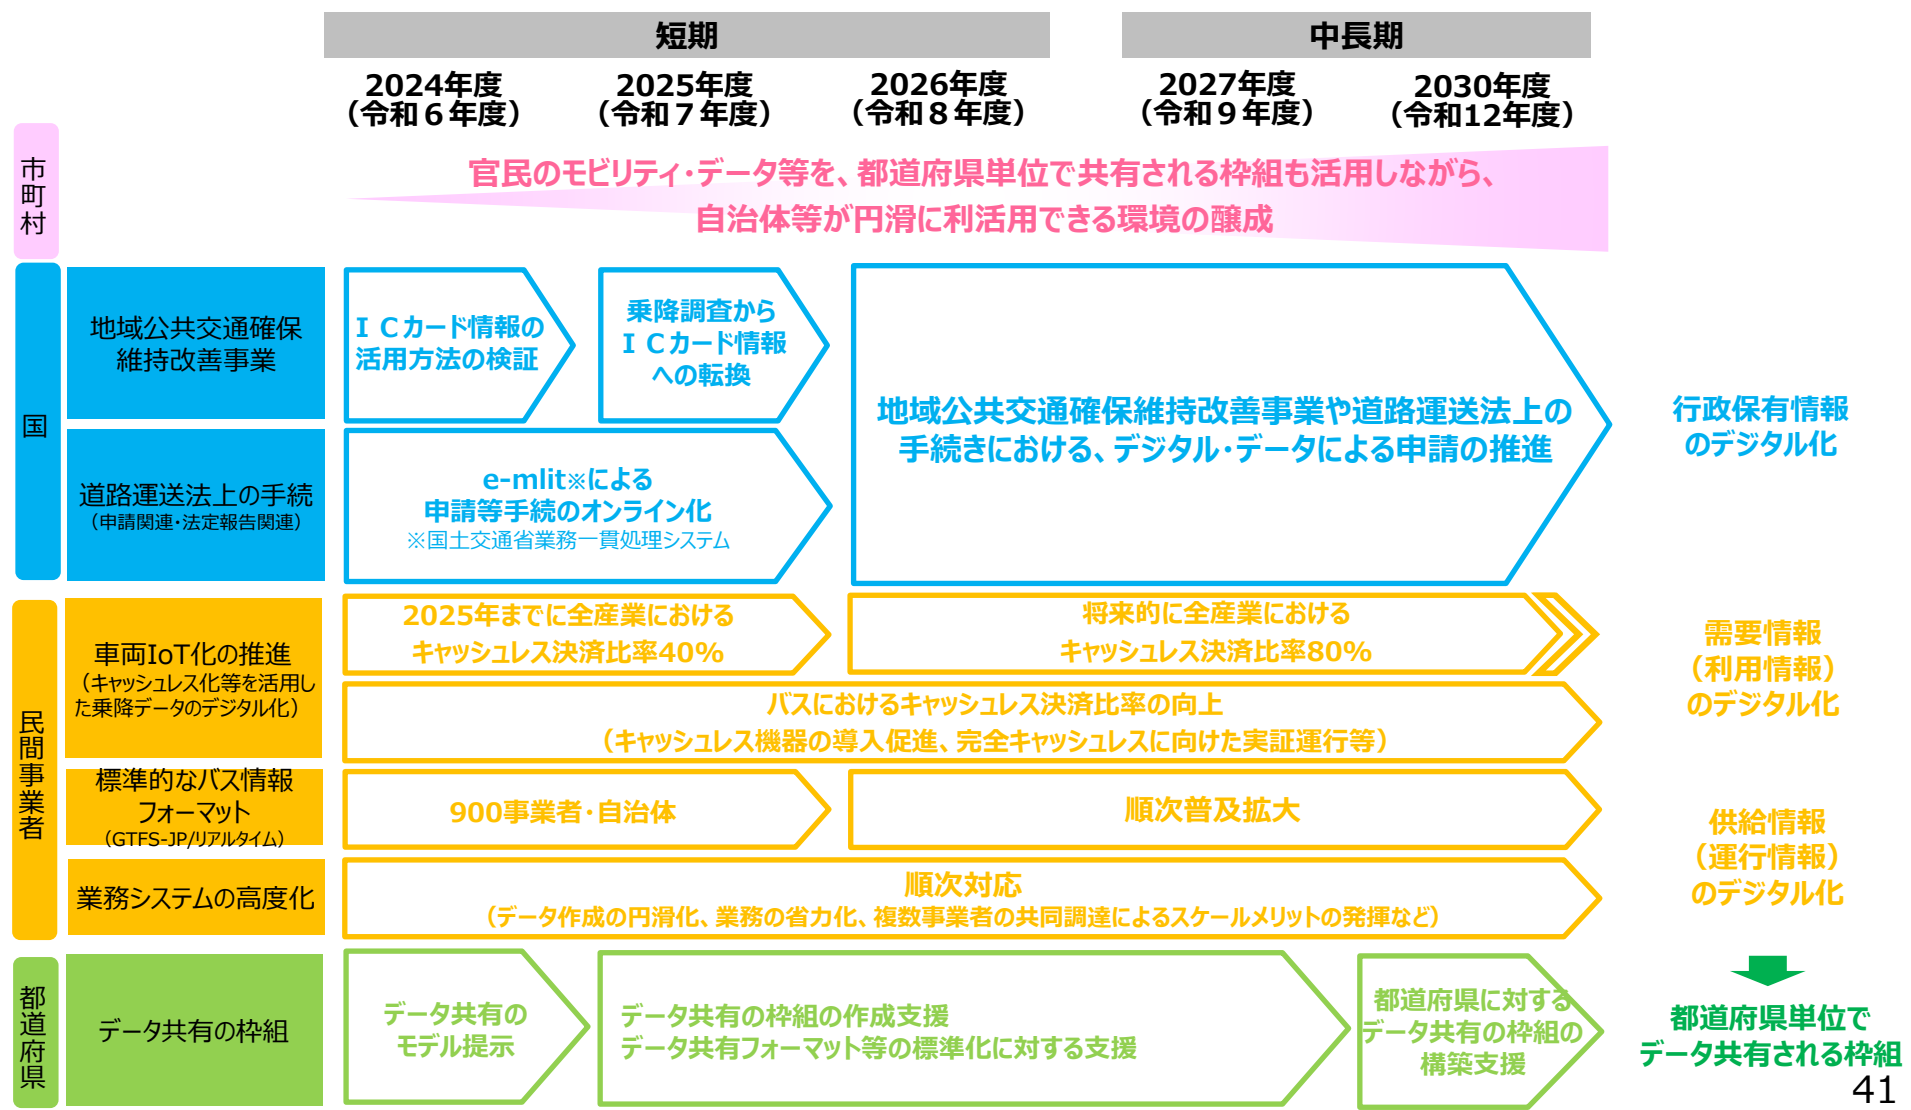 短期
中長期
2024年度
（令和６年度）
2025年度
（令和７年度）
2026年度
（令和８年度）
2027年度
（令和９年度）
2030年度
（令和12年度）
市町村
官民のモビリティ・データ等を、都道府県単位で共有される枠組も活用しながら、
自治体等が円滑に利活用できる環境の醸成
国
地域公共交通確保
維持改善事業
ＩＣカード情報の
活用方法の検証
乗降調査から
ＩＣカード情報
への転換
地域公共交通確保維持改善事業や道路運送法上の
手続きにおける、デジタル・データによる申請の推進
行政保有情報
のデジタル化
道路運送法上の手続
（申請関連・法定報告関連）
e-mlit※による
申請等手続のオンライン化
※国土交通省業務一貫処理システム
民間事業者
車両IoT化の推進
（キャッシュレス化等を活用し
た乗降データのデジタル化）
2025年までに全産業における
キャッシュレス決済比率40%
将来的に全産業における
キャッシュレス決済比率80%
バスにおけるキャッシュレス決済比率の向上
（キャッシュレス機器の導入促進、完全キャッシュレスに向けた実証運行等）
需要情報
（利用情報）
のデジタル化
標準的なバス情報
フォーマット
（GTFS-JP/リアルタイム）
900事業者・自治体
順次普及拡大
供給情報
（運行情報）
のデジタル化
業務システムの高度化
順次対応
（データ作成の円滑化、業務の省力化、複数事業者の共同調達によるスケールメリットの発揮など）
都道府県
データ共有の枠組
データ共有の
モデル提示
データ共有の枠組の作成支援
データ共有フォーマット等の標準化に対する支援
都道府県に対する
データ共有の枠組の
構築支援
都道府県単位で
データ共有される枠組
41